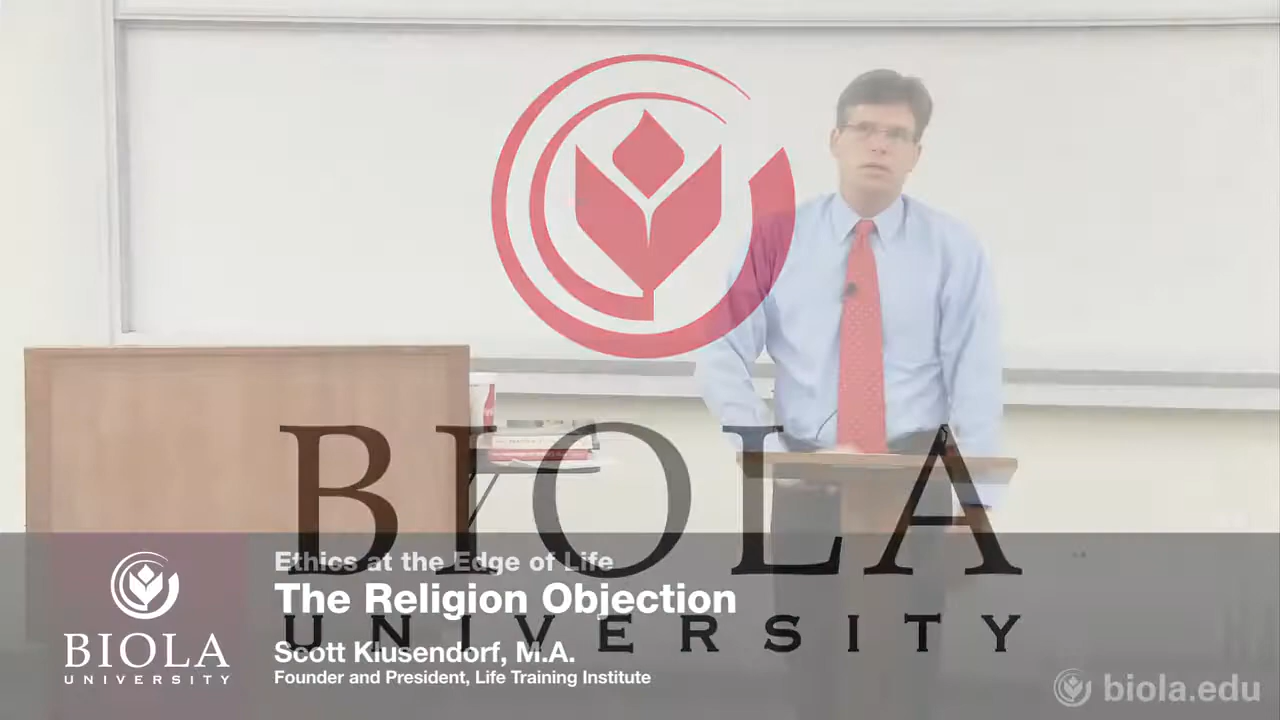 BIOLA
UNIVERSITY
Ethics at the Edge of Life
The Religion Objection
Scott Klusendorf, M.A.
Founder and President, Life Training Institute
BIOLA
UNIVERSITY
biola.edu